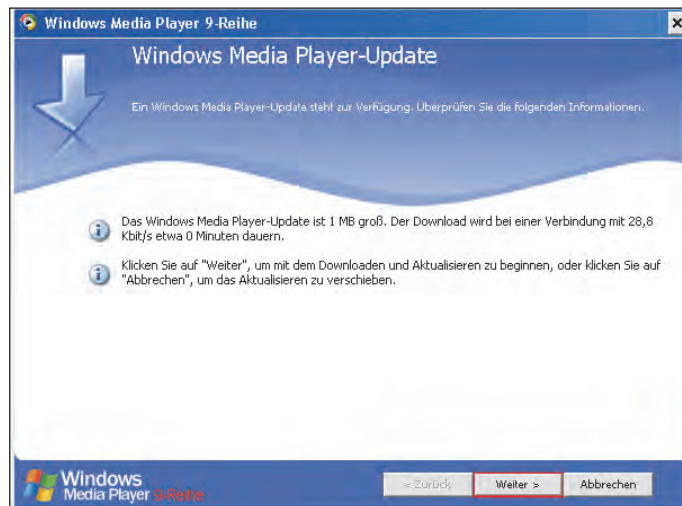 Windows Media Player 9-Reihe
Windows Media Player-Update
Ein Windows Media Player-Update steht zur Verfügung. Überprüfen Sie die folgenden Informationen.
Das Windows Media Player-Update ist 1 MB groß. Der Download wird bei einer Verbindung mit 28,8
Kbit/s etwa 0 Minuten dauern.
Klicken Sie auf "Weiter", um mit dem Downloaden und Aktualisieren zu beginnen, oder klicken Sie auf
"Abbrechen", um das Aktualisieren zu verschieben.
Windows
Media Player 9-Reihe
< Zurück Weiter > Abbrechen